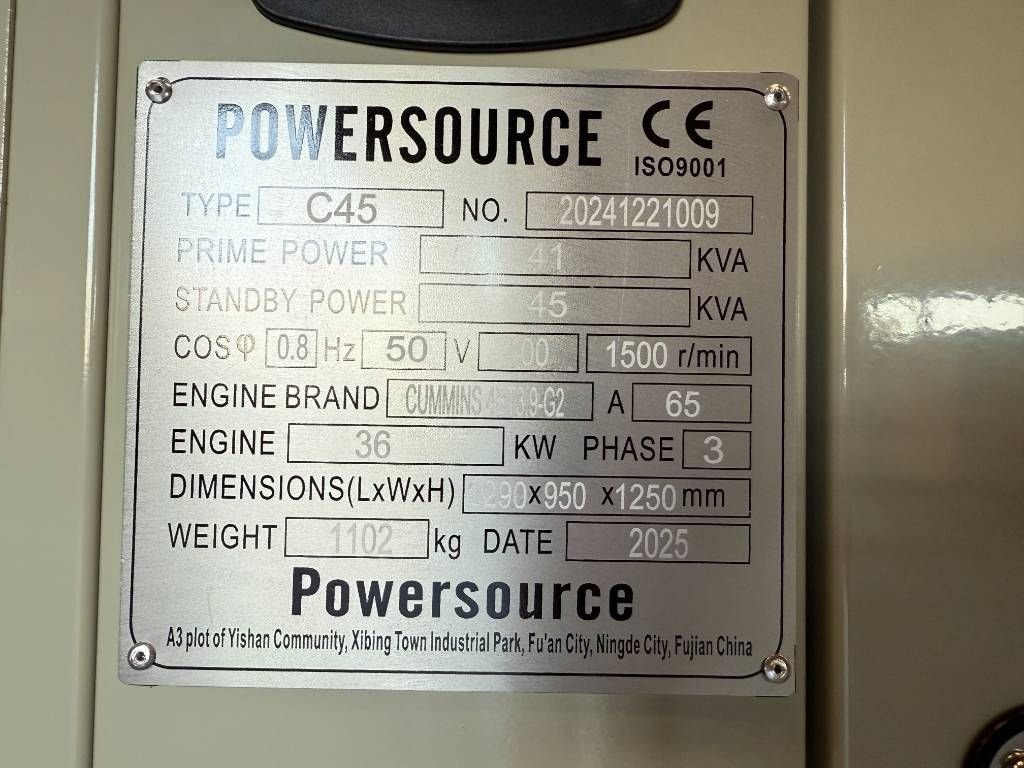 POWERSOURCE CE
ISO9001
TYPE C45 NO. 20241221009
PRIME POWER 41 KVA
STANDBY POWER 45 KVA
COSφ 0.8 Hz 50 V 1500 r/min
ENGINE BRAND CUMMINS A 65
ENGINE 36 KW PHASE 3
DIMENSIONS(LxWxH) x950 x1250 mm
WEIGHT 1102 kg DATE 2025
Powersource
A3 plot of Yishan Community, Xibing Town Industrial Park, Fu'an City, Ningde City, Fujian China